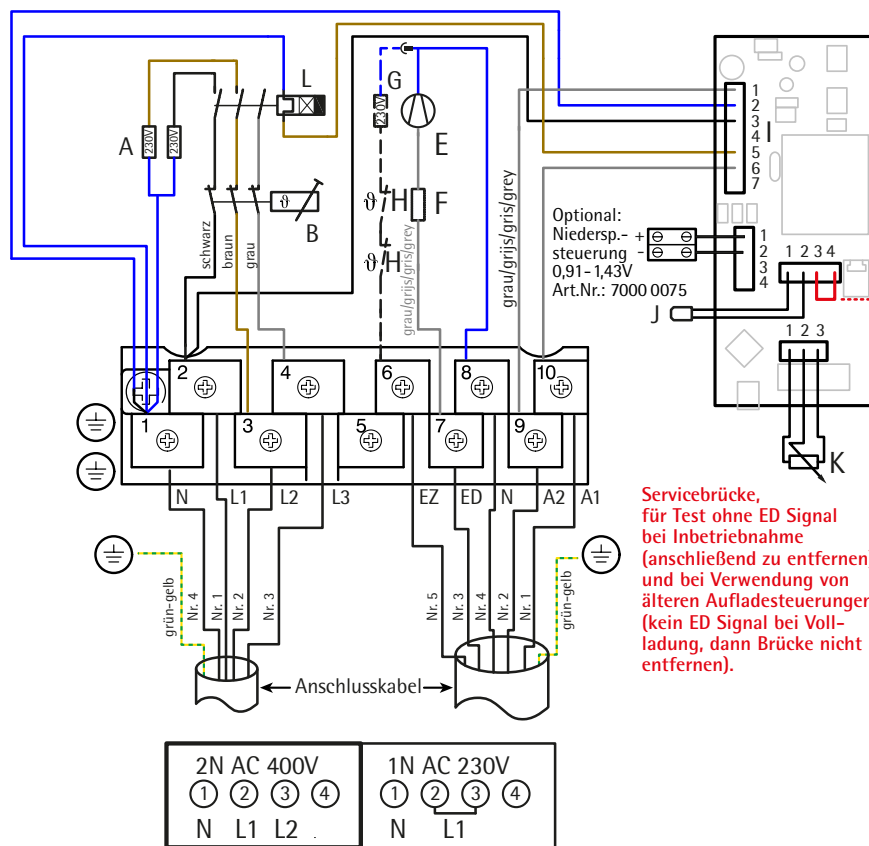 L
G
A
230V
230V
230V
E
I
1
2
3
4
5
6
7
ϑ
B
ϑ
H
F
ϑ
H
schwarz
braun
grau
grau/grijs/gris/grey
grau/grijs/gris/grey
Optional:
Niedersp.- +
steuerung -
0,91-1,43V
Art.Nr.: 7000 0075
1
2
3
4
1 2 3 4
J
1 2 3
K
2 4 6 8 10
1 3 5 7 9
N L1 L2 L3 EZ ED N A2 A1
grün-gelb
Nr. 4
Nr. 1
Nr. 2
Nr. 3
Nr. 5
Nr. 3
Nr. 4
Nr. 2
Nr. 1
grün-gelb
Anschlusskabel
Servicebrücke,
für Test ohne ED Signal
bei Inbetriebnahme
(anschließend zu entfernen
und bei Verwendung von
älteren Aufladesteuerunger
(kein ED Signal bei Voll-
ladung, dann Brücke nicht
entfernen).
2N AC 400V
1 2 3 4
N L1 L2 .
1N AC 230V
1 2 3 4
N L1